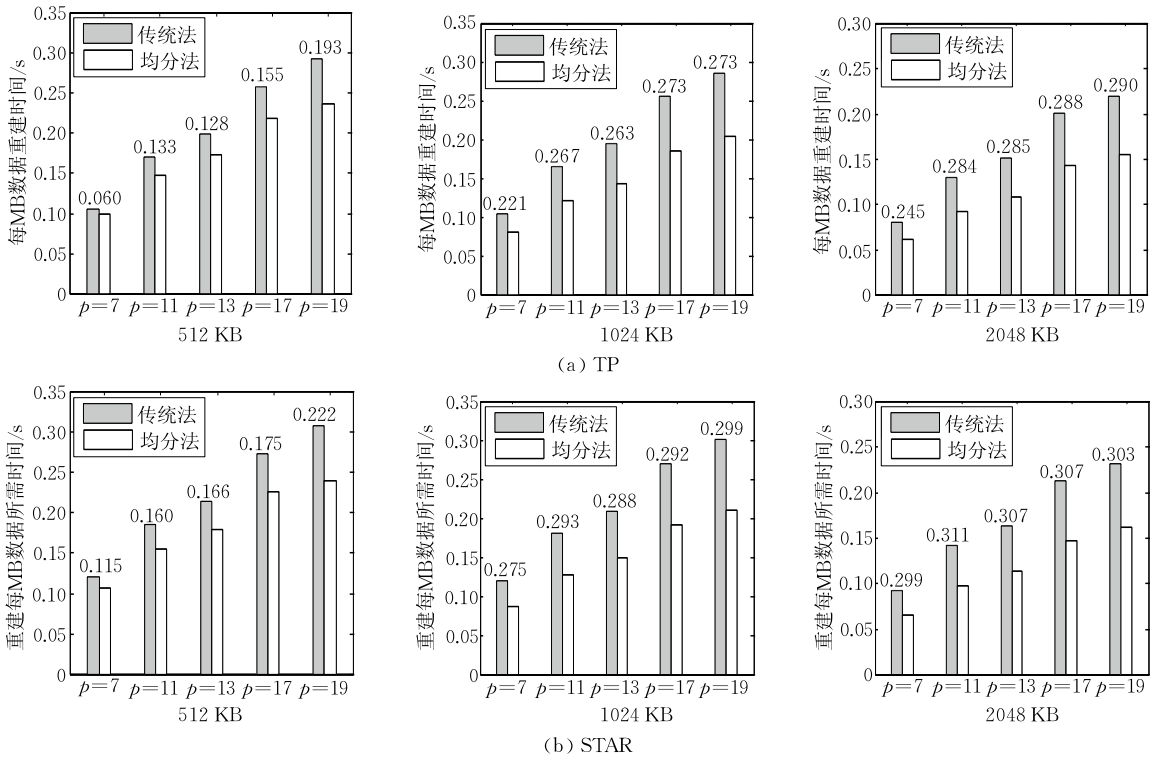 每MB数据重建时间/s
0.35
0.30
0.25
0.20
0.15
0.10
0.05
0
传统法
均分法
0.060
0.133
0.128
0.155
0.193
p=7 p=11 p=13 p=17 p=19
512 KB
每MB数据重建时间/s
0.35
0.30
0.25
0.20
0.15
0.10
0.05
0
传统法
均分法
0.221
0.267
0.263
0.273
0.273
p=7 p=11 p=13 p=17 p=19
1024 KB
每MB数据重建时间/s
0.30
0.25
0.20
0.15
0.10
0.05
0
传统法
均分法
0.245
0.284
0.285
0.288
0.290
p=7 p=11 p=13 p=17 p=19
2048 KB
(a) TP
重建每MB数据所需时间/s
0.35
0.30
0.25
0.20
0.15
0.10
0.05
0
传统法
均分法
0.115
0.160
0.166
0.175
0.222
p=7 p=11 p=13 p=17 p=19
512 KB
重建每MB数据所需时间/s
0.35
0.30
0.25
0.20
0.15
0.10
0.05
0
传统法
均分法
0.275
0.293
0.288
0.292
0.299
p=7 p=11 p=13 p=17 p=19
1024 KB
重建每MB数据所需时间/s
0.30
0.25
0.20
0.15
0.10
0.05
0
传统法
均分法
0.299
0.311
0.307
0.307
0.303
p=7 p=11 p=13 p=17 p=19
2048 KB
(b) STAR